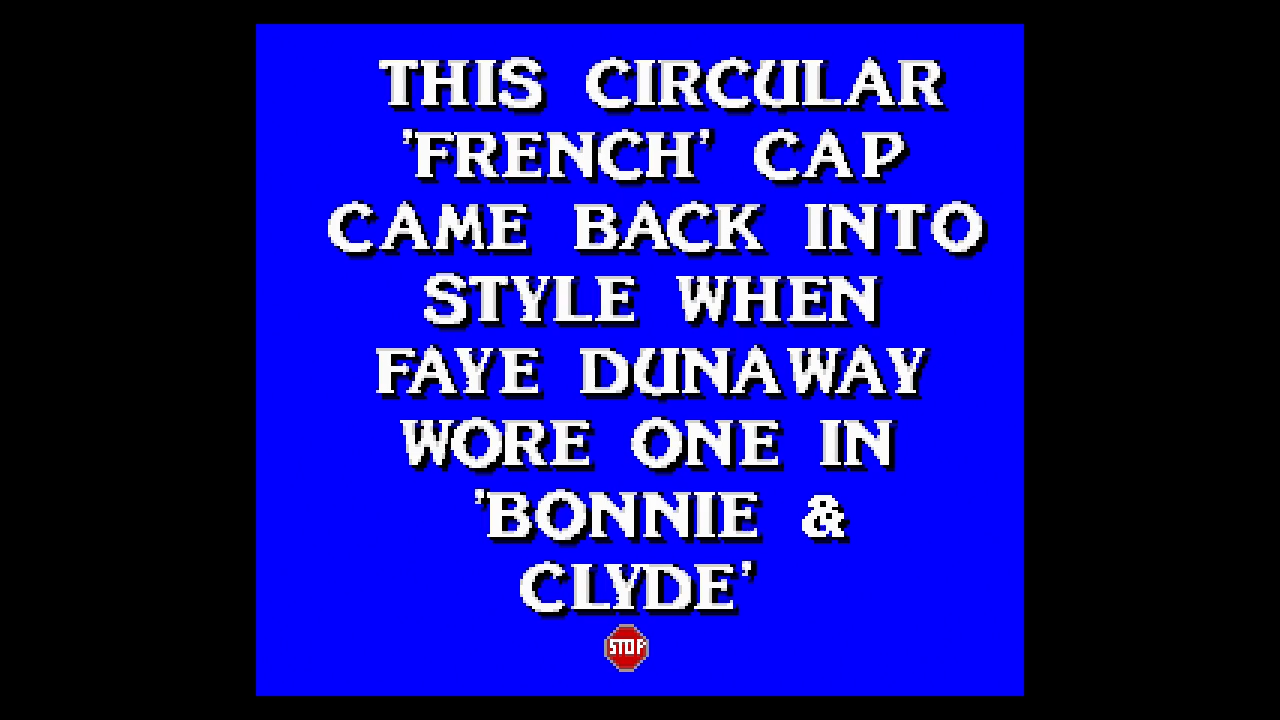 THIS CIRCULAR
'FRENCH' CAP
CAME BACK INTO
STYLE WHEN
FAYE DUNAWAY
WORE ONE IN
'BONNIE &
CLYDE'
STOP